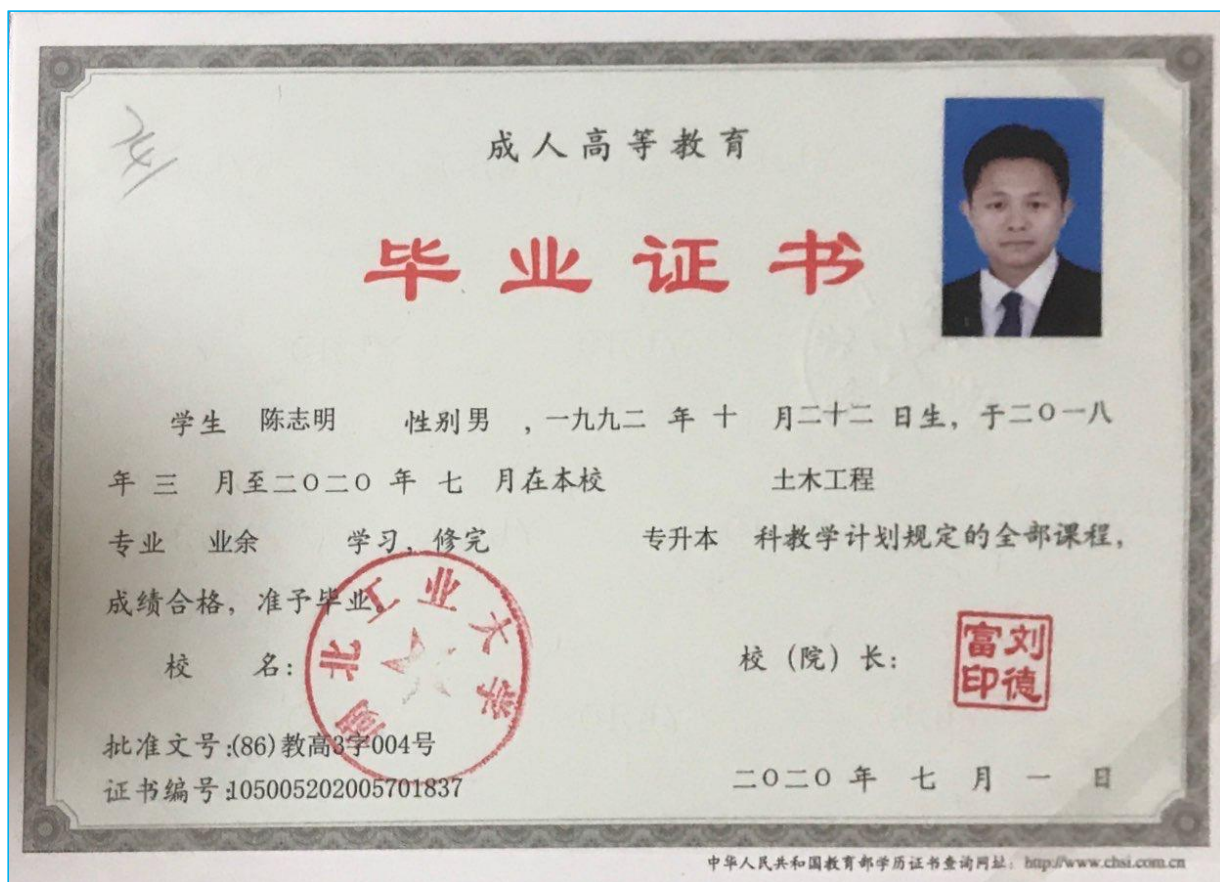 成人高等教育
毕业证书
学生 陈志明 性别 男 ，一九九二 年 十 月二十二 日生，于二○一八
年 三 月至二○二○ 年 七 月在本校 土木工程
专业 业余 学习，修完 专升本 科教学计划规定的全部课程，
成绩合格，准予毕业。
湖北工业大学
校 名： 校（院）长：
刘德富印
批准文号:(86)教高3字004号
证书编号:105005202005701837
二○二○ 年 七 月 一 日
中华人民共和国教育部学历证书查询网址：http://www.chsi.com.cn